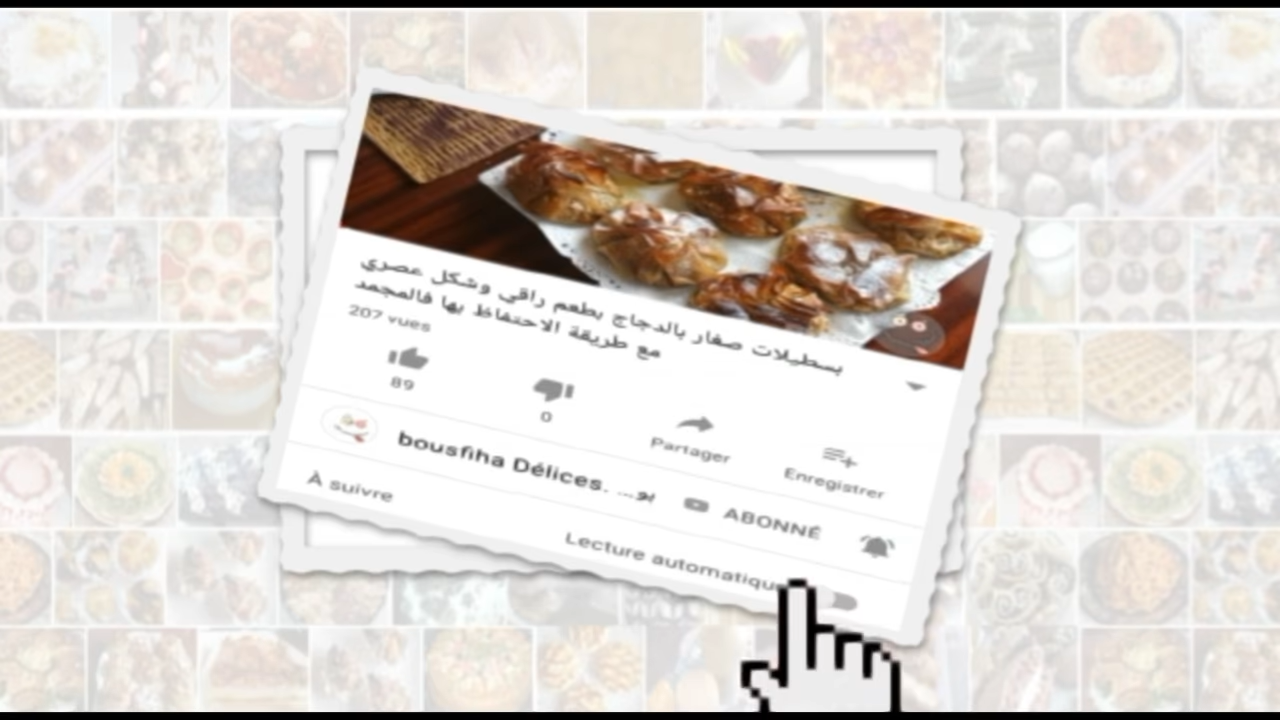 بسطيلات صغار بالدجاج بطعم راقي وشكل عصري
مع طريقة الاحتفاظ بها فالمجمد
207 vues
89
0
Partager
Enregistrer
bousfiha Délices. ...بو
ABONNÉ
À suivre
Lecture automatique